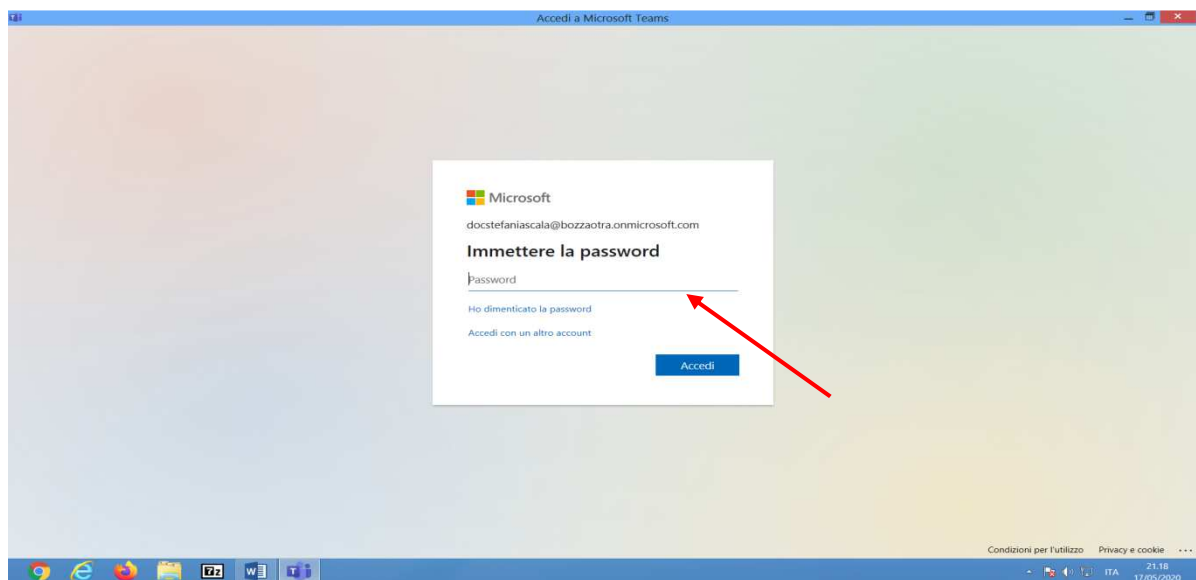 Accedi a Microsoft Teams
Microsoft
docstefaniascala@bozzaotra.onmicrosoft.com
Immettere la password
Password
Ho dimenticato la password
Accedi con un altro account
Accedi
Condizioni per l'utilizzo Privacy e cookie ...
7z W T ITA 21.18
17/05/2020